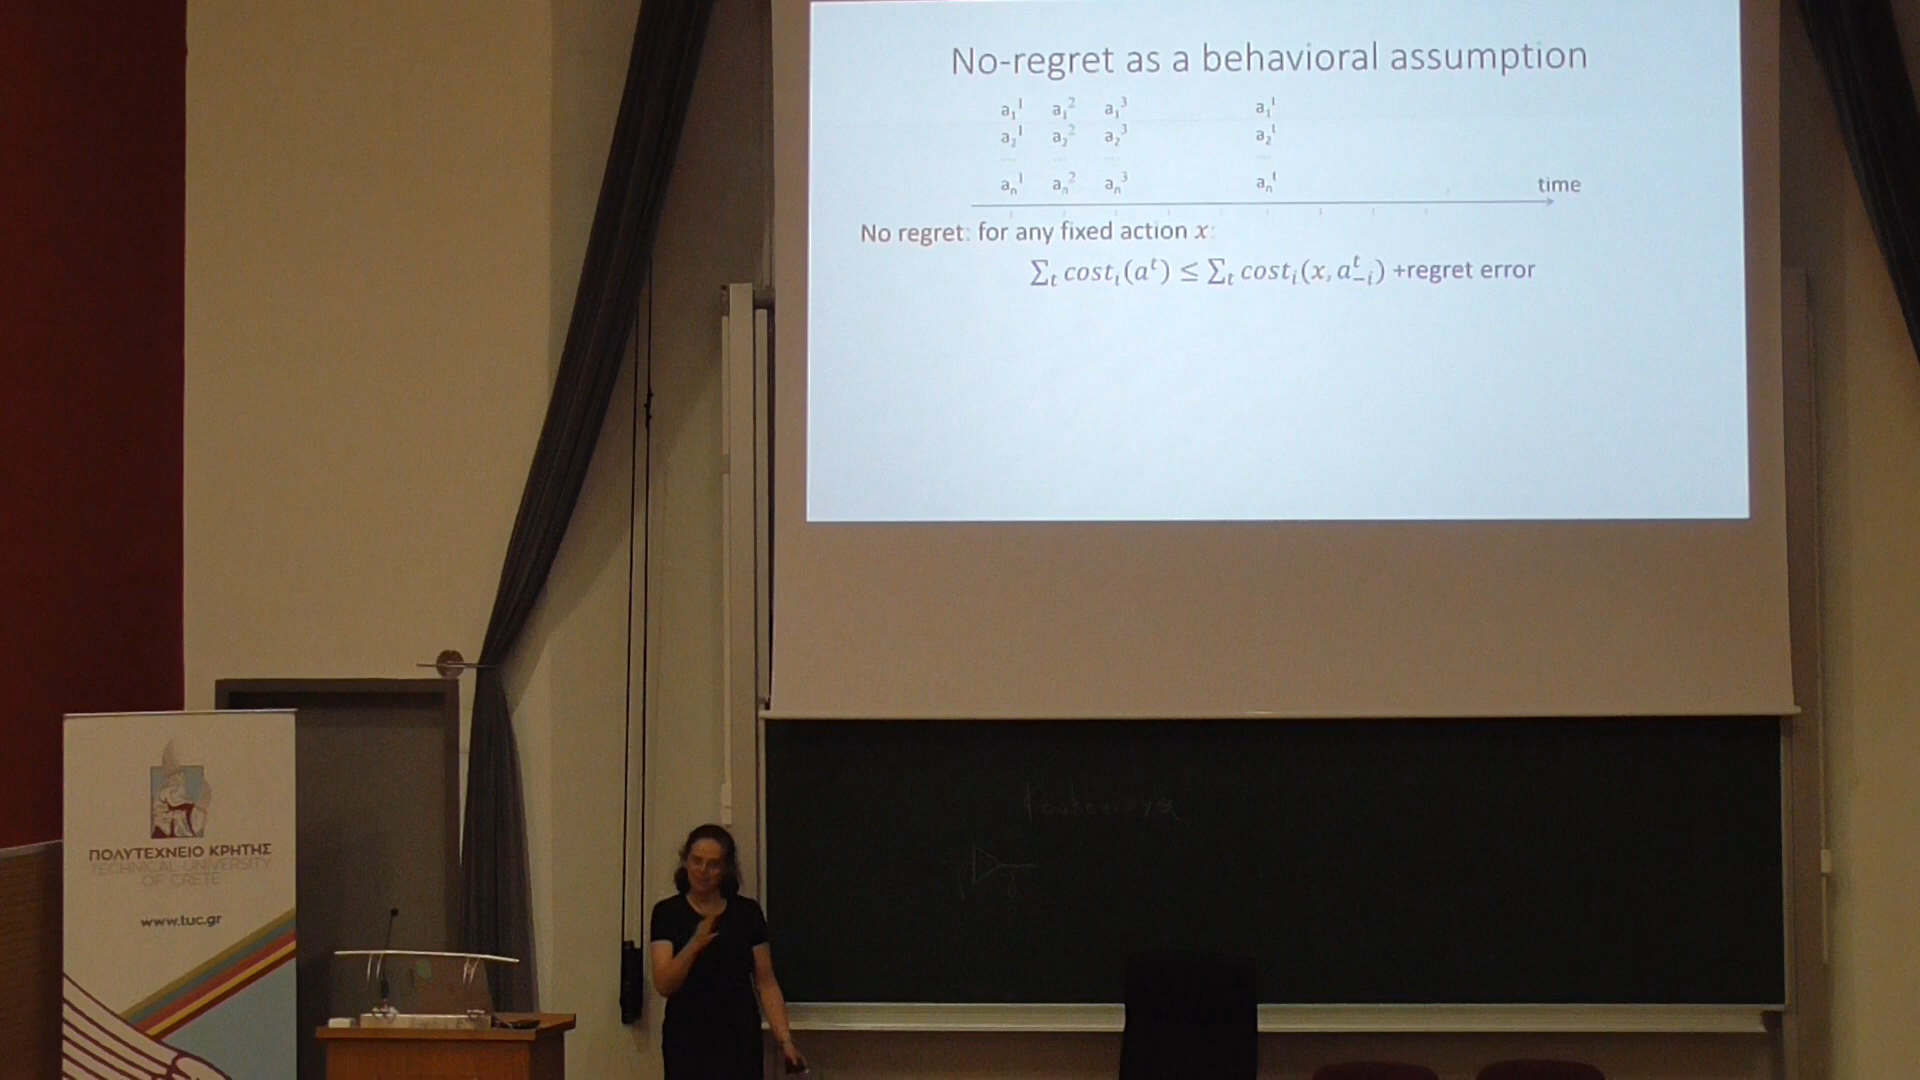 No-regret as a behavioral assumption
a₁¹ a₁² a₁³ a₁ᵗ
a₂¹ a₂² a₂³ a₂ᵗ
aₙ¹ aₙ² aₙ³ aₙᵗ
time
No regret: for any fixed action x:
∑ₜ costᵢ(aᵗ) ≤ ∑ₜ costᵢ(x, aᵗ₋ᵢ) +regret error
ΠΟΛΥΤΕΧΝΕΙΟ ΚΡΗΤΗΣ
TECHNICAL UNIVERSITY
OF CRETE
www.tuc.gr